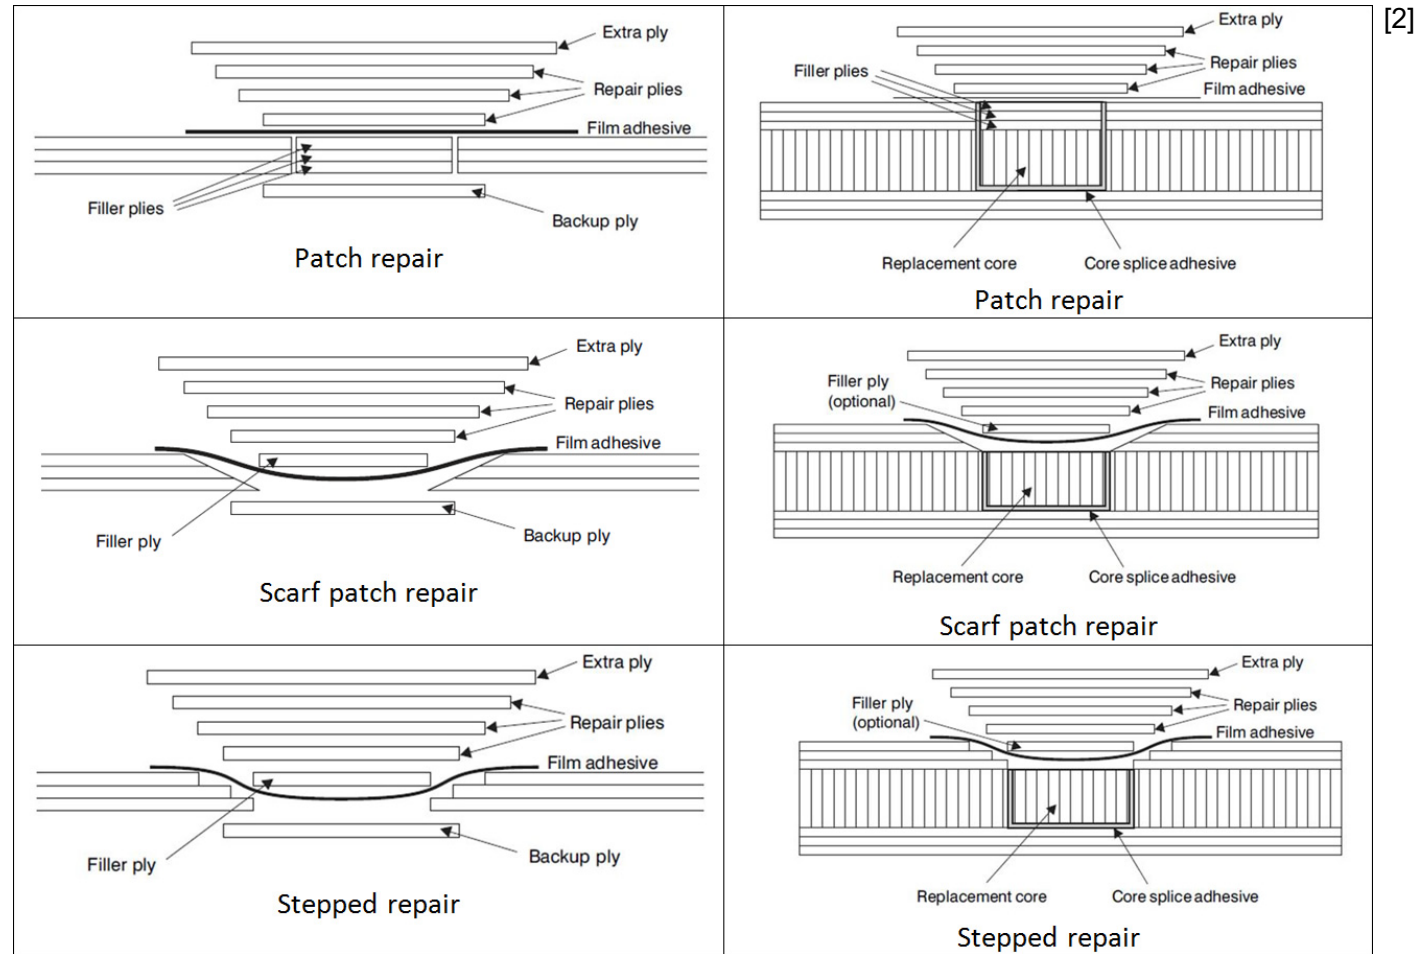 [2]
Extra ply
Repair plies
Film adhesive
Filler plies
Backup ply
Patch repair
Extra ply
Filler plies
Repair plies
Film adhesive
Replacement core
Core splice adhesive
Patch repair
Extra ply
Repair plies
Film adhesive
Filler ply
Backup ply
Scarf patch repair
Extra ply
Filler ply
(optional)
Repair plies
Film adhesive
Replacement core
Core splice adhesive
Scarf patch repair
Extra ply
Repair plies
Film adhesive
Filler ply
Backup ply
Stepped repair
Extra ply
Filler ply
(optional)
Repair plies
Film adhesive
Replacement core
Core splice adhesive
Stepped repair